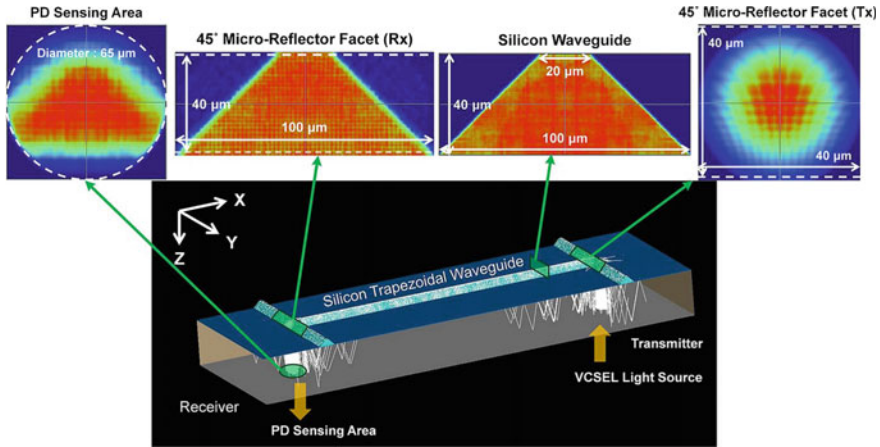 PD Sensing Area
Diameter : 65 µm
45˚ Micro-Reflector Facet (Rx)
40 µm
100 µm
Silicon Waveguide
20 µm
40 µm
100 µm
45˚ Micro-Reflector Facet (Tx)
40 µm
40 µm
X
Y
Z
Silicon Trapezoidal Waveguide
Transmitter
VCSEL Light Source
Receiver
PD Sensing Area